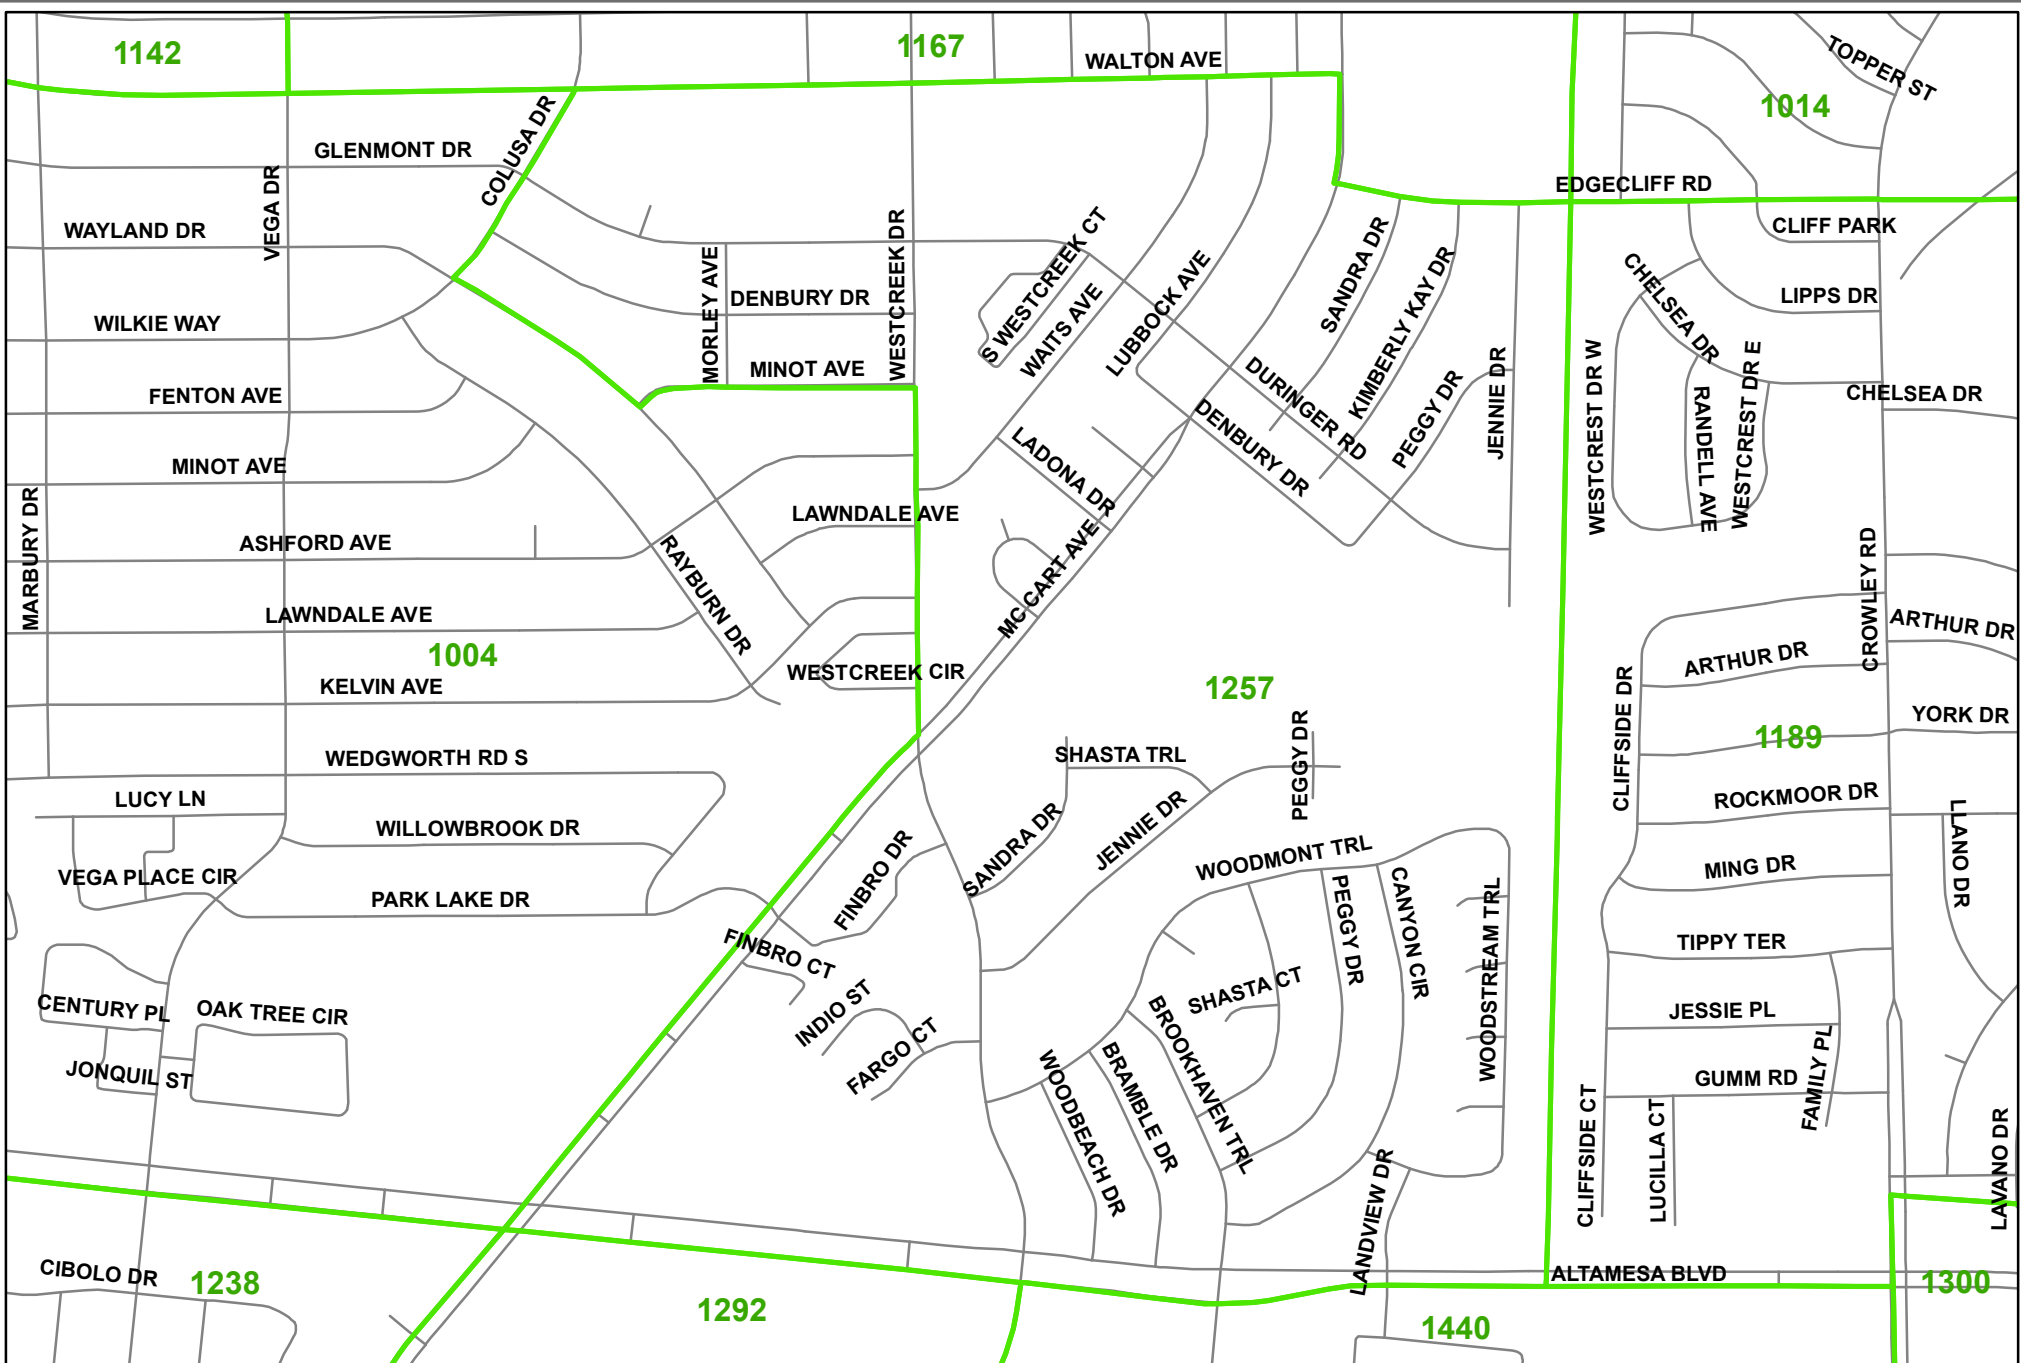 1142
1167
WALTON AVE
TOPPER ST
1014
COLUSA DR
GLENMONT DR
VEGA DR
EDGECLIFF RD
WAYLAND DR
WESTCREEK DR
S WESTCREEK CT
SANDRA DR
CLIFF PARK
MORLEY AVE
DENBURY DR
WAITS AVE
LUBBOCK AVE
KIMBERLY KAY DR
CHELSEA DR
LIPPS DR
WILKIE WAY
MINOT AVE
DURINGER RD
PEGGY DR
JENNIE DR
WESTCREST DR W
RANDELL AVE
WESTCREST DR E
CHELSEA DR
FENTON AVE
DENBURY DR
LADONA DR
MINOT AVE
MARBURY DR
LAWNDALE AVE
ASHFORD AVE
RAYBURN DR
MC CART AVE
CROWLEY RD
LAWNDALE AVE
ARTHUR DR
ARTHUR DR
1004
WESTCREEK CIR
KELVIN AVE
1257
CLIFFSIDE DR
YORK DR
1189
WEDGWORTH RD S
SHASTA TRL
PEGGY DR
LUCY LN
ROCKMOOR DR
LLANO DR
WILLOWBROOK DR
FINBRO DR
SANDRA DR
JENNIE DR
WOODMONT TRL
MING DR
VEGA PLACE CIR
PARK LAKE DR
PEGGY DR
CANYON CIR
WOODSTREAM TRL
TIPPY TER
FINBRO CT
SHASTA CT
CENTURY PL
OAK TREE CIR
INDIO ST
BROOKHAVEN TRL
JESSIE PL
FARGO CT
JONQUIL ST
WOODBEACH DR
BRAMBLE DR
GUMM RD
FAMILY PL
CLIFFSIDE CT
LUCILLA CT
LAVANO DR
LANDVIEW DR
CIBOLO DR
1238
ALTAMESA BLVD
1300
1292
1440